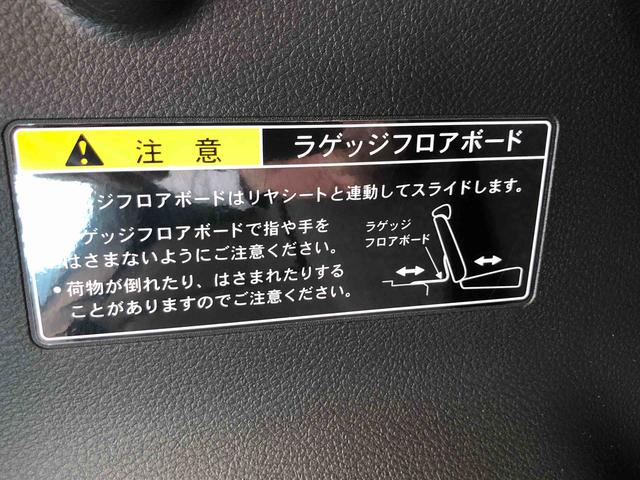 注意
ラゲッジフロアボード
ジフロアボードはリヤシートと連動してスライドします。
ゲッジフロアボードで指や手を
はさまないようにご注意ください。
• 荷物が倒れたり、はさまれたりする
ことがありますのでご注意ください。
ラゲッジ
フロアボード